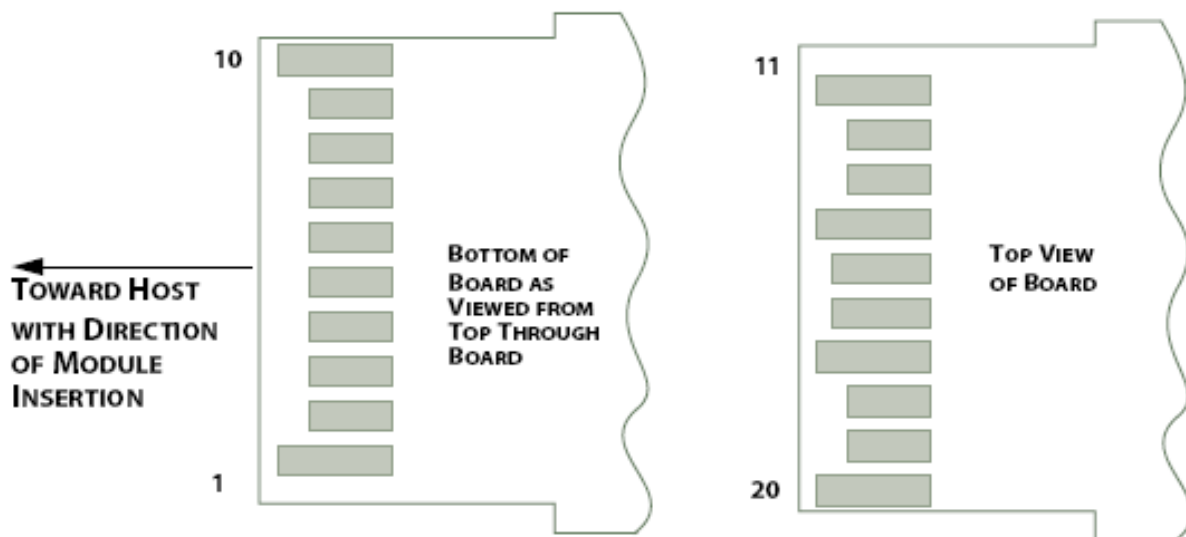 10
BOTTOM OF
BOARD AS
VIEWED FROM
TOP THROUGH
BOARD
TOWARD HOST
WITH DIRECTION
OF MODULE
INSERTION
1
11
TOP VIEW
OF BOARD
20